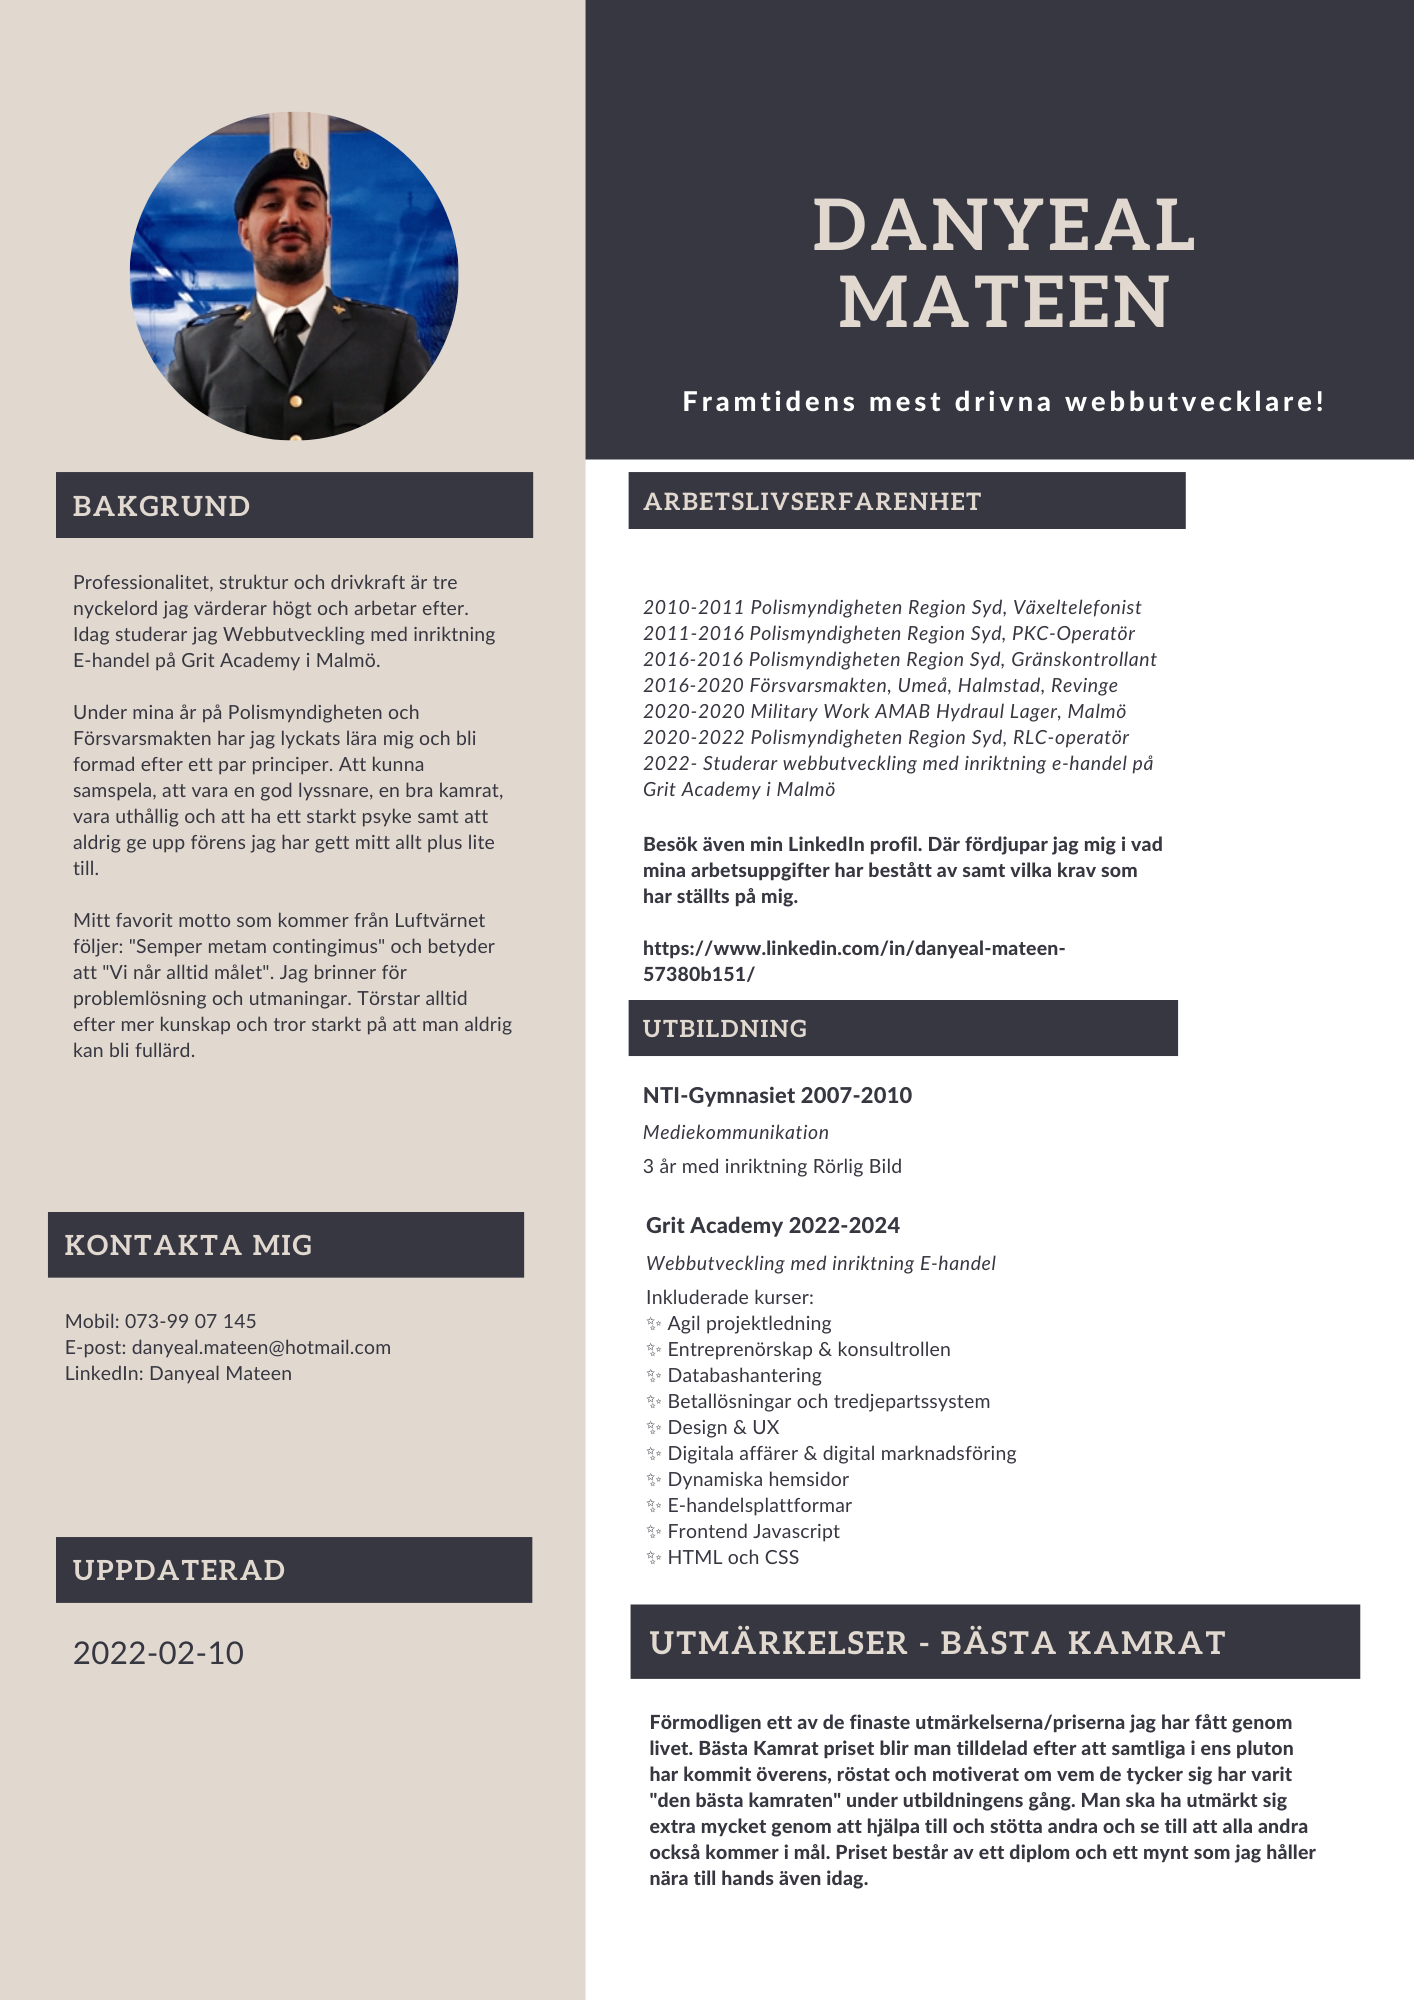 DANYEAL
MATEEN
Framtidens mest drivna webbutvecklare!
BAKGRUND
Professionalitet, struktur och drivkraft är tre
nyckelord jag värderar högt och arbetar efter.
Idag studerar jag Webbutveckling med inriktning
E-handel på Grit Academy i Malmö.
Under mina år på Polismyndigheten och
Försvarsmakten har jag lyckats lära mig och bli
formad efter ett par principer. Att kunna
samspela, att vara en god lyssnare, en bra kamrat,
vara uthållig och att ha ett starkt psyke samt att
aldrig ge upp förens jag har gett mitt allt plus lite
till.
Mitt favorit motto som kommer från Luftvärnet
följer: "Semper metam contingimus" och betyder
att "Vi når alltid målet". Jag brinner för
problemlösning och utmaningar. Törstar alltid
efter mer kunskap och tror starkt på att man aldrig
kan bli fullärd.
KONTAKTA MIG
Mobil: 073-99 07 145
E-post: danyeal.mateen@hotmail.com
LinkedIn: Danyeal Mateen
UPPDATERAD
2022-02-10
ARBETSLIVSERFARENHET
2010-2011 Polismyndigheten Region Syd, Växeltelefonist
2011-2016 Polismyndigheten Region Syd, PKC-Operatör
2016-2016 Polismyndigheten Region Syd, Gränskontrollant
2016-2020 Försvarsmakten, Umeå, Halmstad, Revinge
2020-2020 Military Work AMAB Hydraul Lager, Malmö
2020-2022 Polismyndigheten Region Syd, RLC-operatör
2022- Studerar webbutveckling med inriktning e-handel på
Grit Academy i Malmö
Besök även min LinkedIn profil. Där fördjupar jag mig i vad
mina arbetsuppgifter har bestått av samt vilka krav som
har ställts på mig.
https://www.linkedin.com/in/danyeal-mateen-
57380b151/
UTBILDNING
NTI-Gymnasiet 2007-2010
Mediekommunikation
3 år med inriktning Rörlig Bild
Grit Academy 2022-2024
Webbutveckling med inriktning E-handel
Inkluderade kurser:
✨ Agil projektledning
✨ Entreprenörskap & konsultrollen
✨ Databashantering
✨ Betallösningar och tredjepartssystem
✨ Design & UX
✨ Digitala affärer & digital marknadsföring
✨ Dynamiska hemsidor
✨ E-handelsplattformar
✨ Frontend Javascript
✨ HTML och CSS
UTMÄRKELSER - BÄSTA KAMRAT
Förmodligen ett av de finaste utmärkelserna/priserna jag har fått genom
livet. Bästa Kamrat priset blir man tilldelad efter att samtliga i ens pluton
har kommit överens, röstat och motiverat om vem de tycker sig har varit
"den bästa kamraten" under utbildningens gång. Man ska ha utmärkt sig
extra mycket genom att hjälpa till och stötta andra och se till att alla andra
också kommer i mål. Priset består av ett diplom och ett mynt som jag håller
nära till hands även idag.